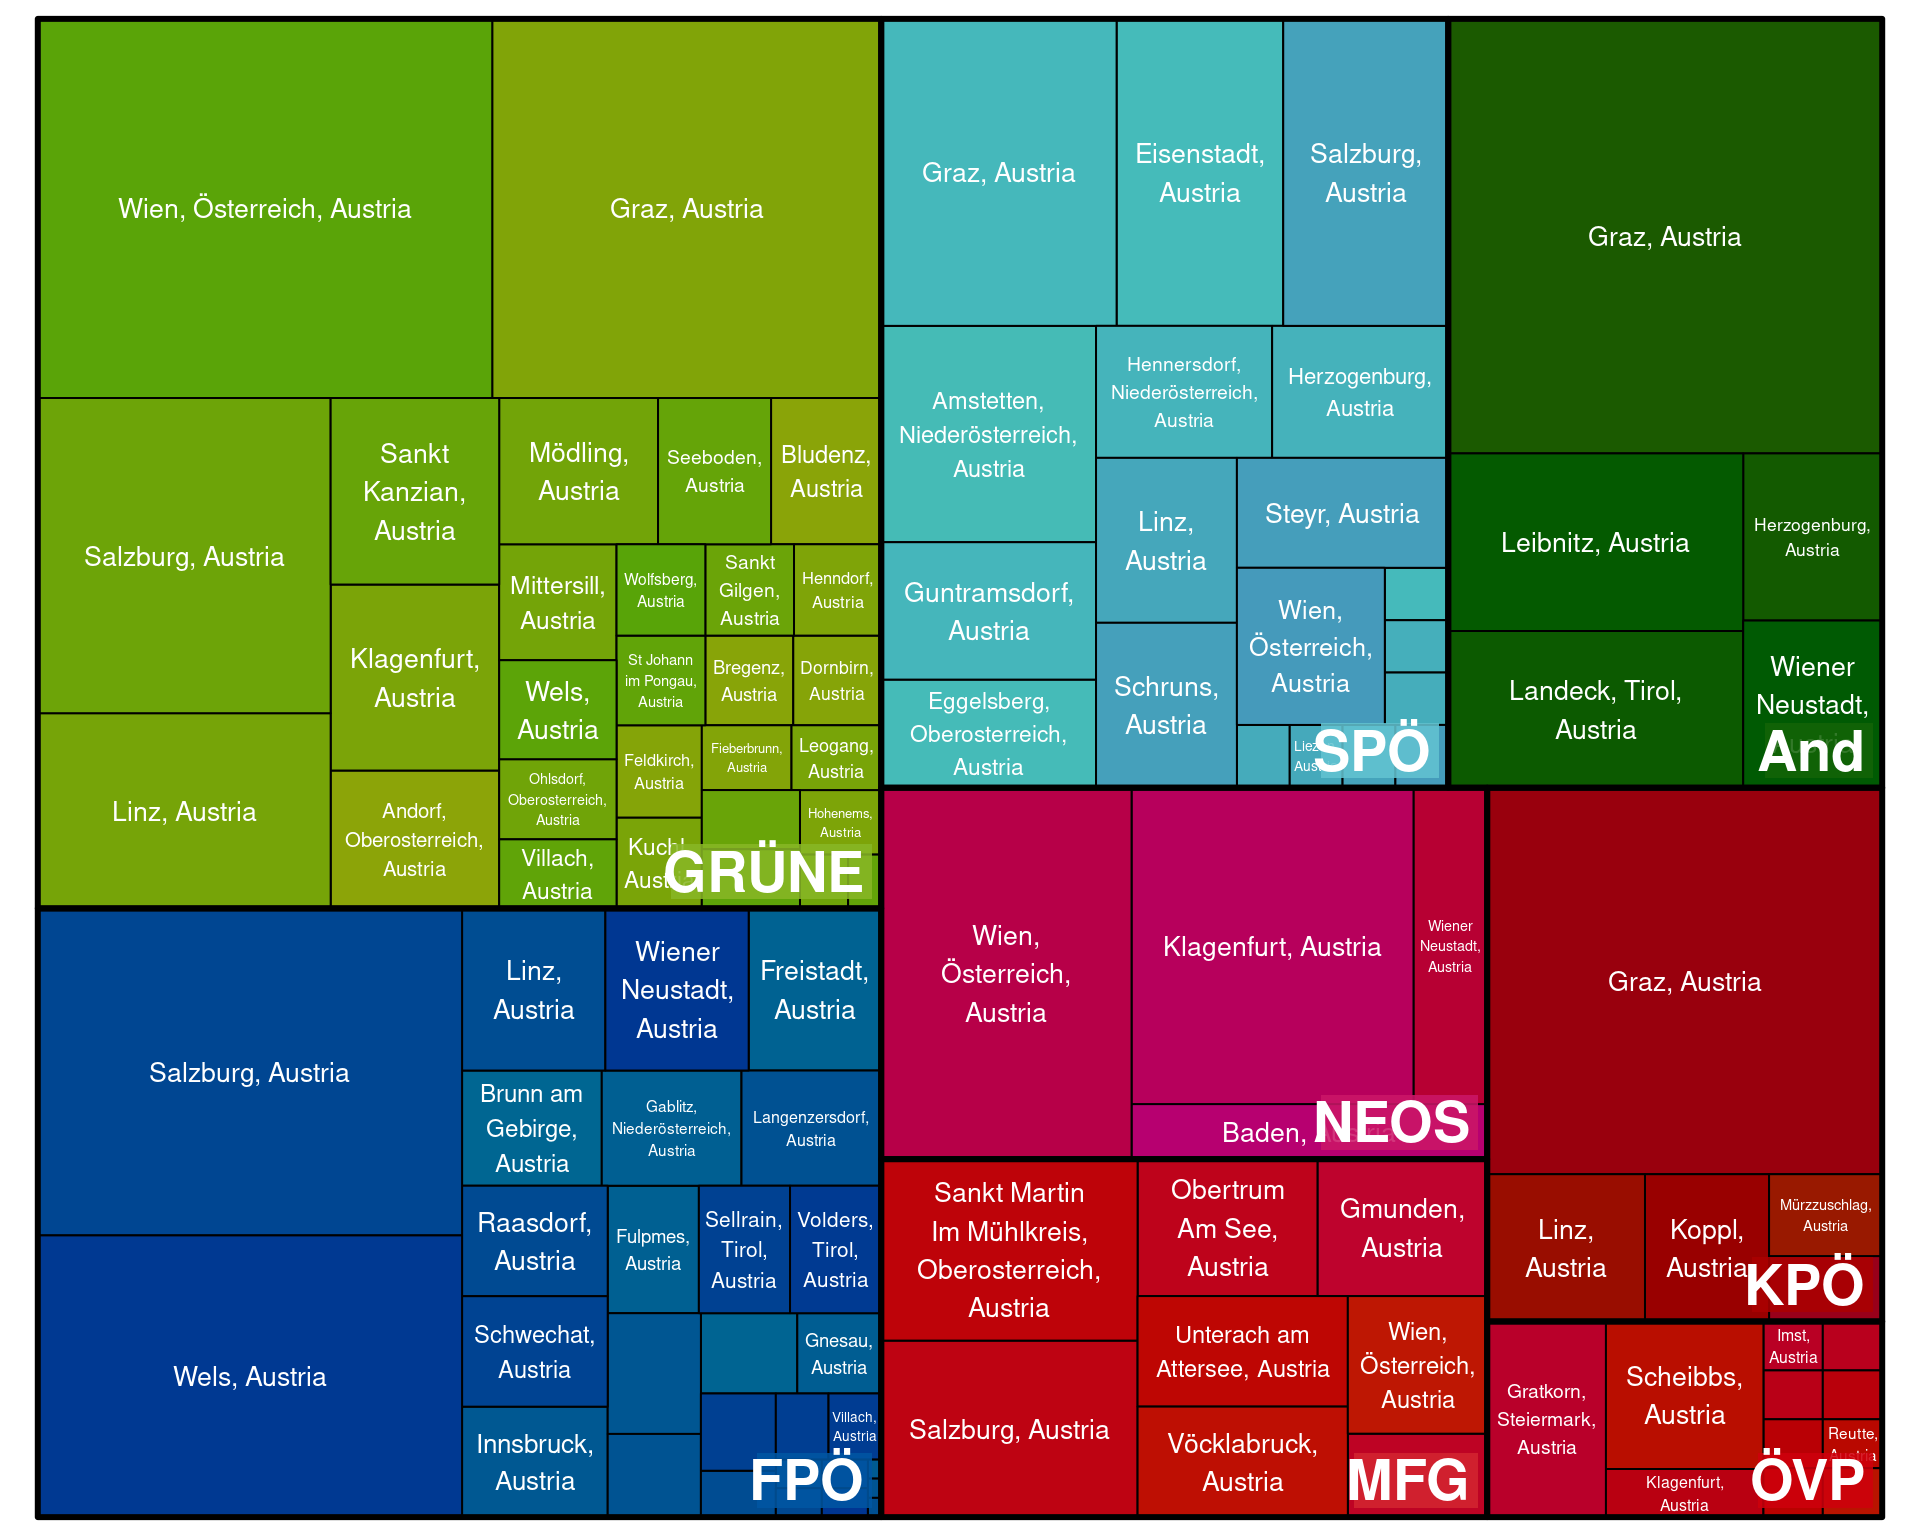 Wien, Österreich, Austria
Graz, Austria
Salzburg, Austria
Sankt
Kanzian,
Austria
Mödling,
Austria
Seeboden,
Austria
Bludenz,
Austria
Klagenfurt,
Austria
Mittersill,
Austria
Wolfsberg,
Austria
Sankt
Gilgen,
Austria
Henndorf,
Austria
St Johann
im Pongau,
Austria
Bregenz,
Austria
Dornbirn,
Austria
Wels,
Austria
Linz, Austria
Andorf,
Oberosterreich,
Austria
Ohlsdorf,
Oberosterreich,
Austria
Feldkirch,
Austria
Fieberbrunn,
Austria
Leogang,
Austria
Hohenems,
Austria
Villach,
Austria
Kuchl,
Austria
GRÜNE
Graz, Austria
Eisenstadt,
Austria
Salzburg,
Austria
Amstetten,
Niederösterreich,
Austria
Hennersdorf,
Niederösterreich,
Austria
Herzogenburg,
Austria
Linz,
Austria
Steyr, Austria
Guntramsdorf,
Austria
Wien,
Österreich,
Austria
Schruns,
Austria
Eggelsberg,
Oberosterreich,
Austria
SPÖ
Graz, Austria
Leibnitz, Austria
Herzogenburg,
Austria
Landeck, Tirol,
Austria
Wiener
Neustadt,
Austria
And
Salzburg, Austria
Linz,
Austria
Wiener
Neustadt,
Austria
Freistadt,
Austria
Brunn am
Gebirge,
Austria
Gablitz,
Niederösterreich,
Austria
Langenzersdorf,
Austria
Raasdorf,
Austria
Fulpmes,
Austria
Sellrain,
Tirol,
Austria
Volders,
Tirol,
Austria
Wels, Austria
Schwechat,
Austria
Gnesau,
Austria
Villach,
Austria
Innsbruck,
Austria
FPÖ
Wien,
Österreich,
Austria
Klagenfurt, Austria
Wiener
Neustadt,
Austria
Baden, Austria
NEOS
Graz, Austria
Linz,
Austria
Koppl,
Austria
Mürzzuschlag,
Austria
KPÖ
Sankt Martin
Im Mühlkreis,
Oberosterreich,
Austria
Obertrum
Am See,
Austria
Gmunden,
Austria
Unterach am
Attersee, Austria
Wien,
Österreich,
Austria
Salzburg, Austria
Vöcklabruck,
Austria
MFG
Gratkorn,
Steiermark,
Austria
Scheibbs,
Austria
Imst,
Austria
Reutte,
Austria
Klagenfurt,
Austria
ÖVP